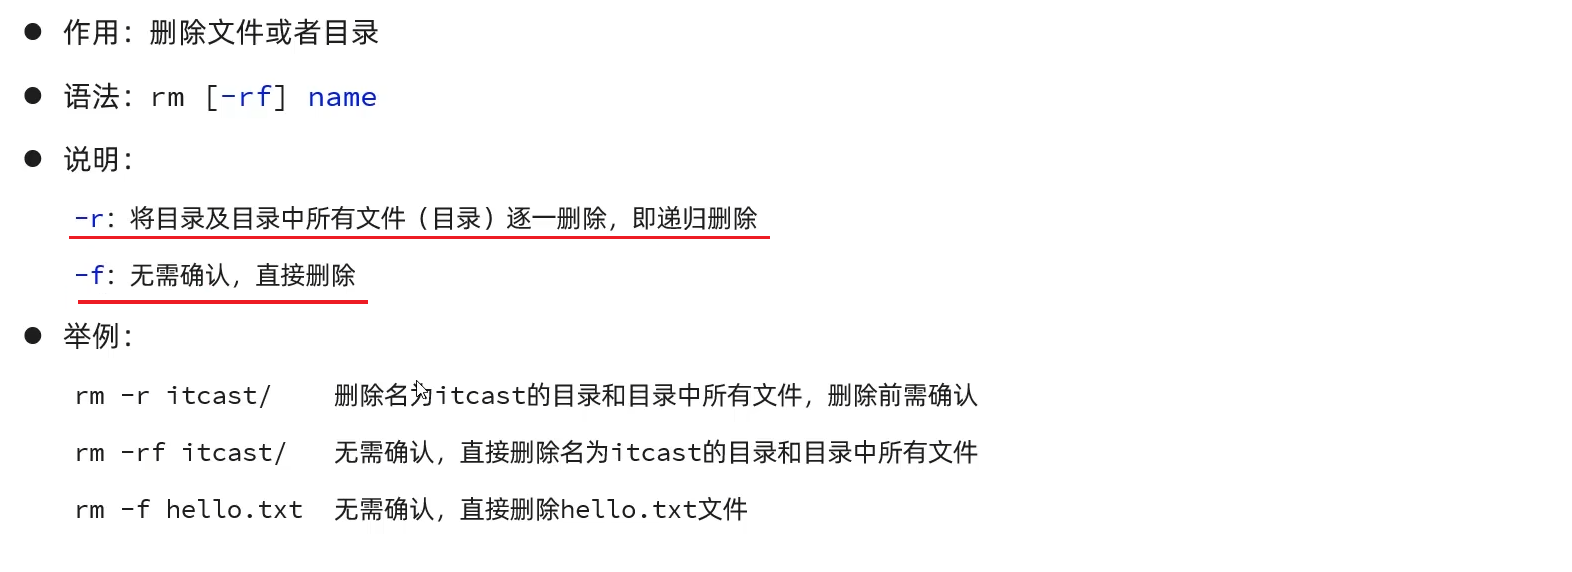 ● 作用：删除文件或者目录
● 语法：rm [-rf] name
● 说明：
-r：将目录及目录中所有文件（目录）逐一删除，即递归删除
-f：无需确认，直接删除
● 举例：
rm -r itcast/ 删除名为itcast的目录和目录中所有文件，删除前需确认
rm -rf itcast/ 无需确认，直接删除名为itcast的目录和目录中所有文件
rm -f hello.txt 无需确认，直接删除hello.txt文件